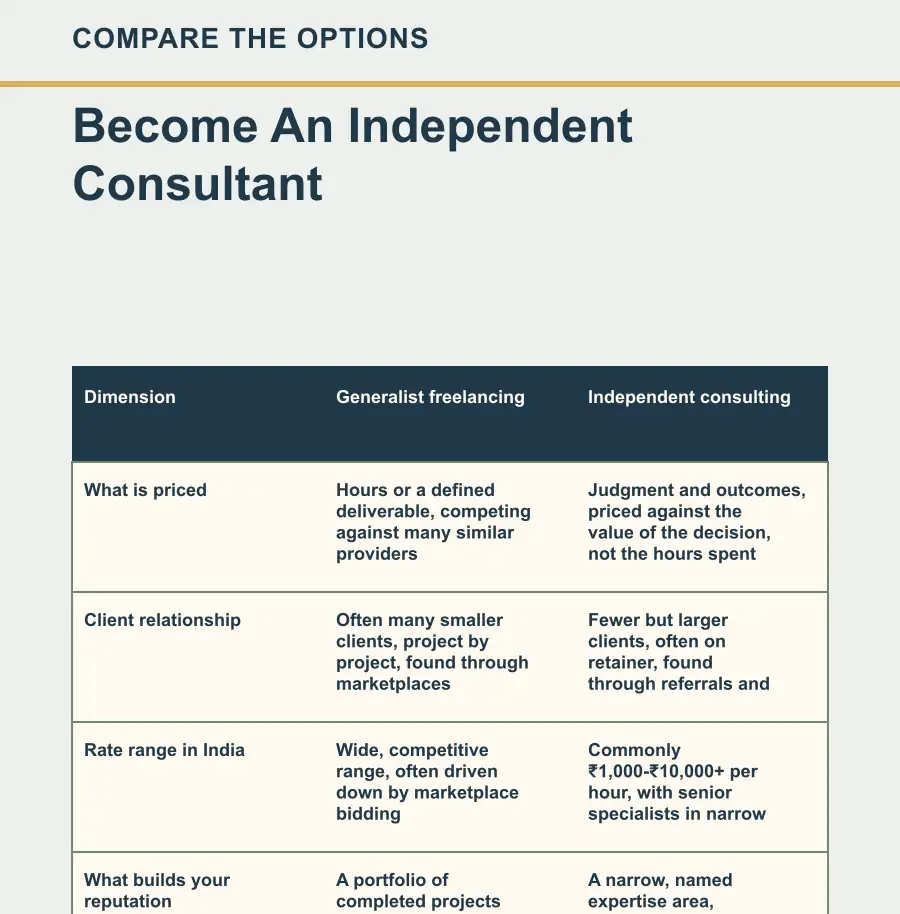 COMPARE THE OPTIONS
Become An Independent
Consultant
Dimension
Generalist freelancing
Independent consulting
What is priced
Hours or a defined
deliverable, competing
against many similar
providers
Judgment and outcomes,
priced against the
value of the decision,
not the hours spent
Client relationship
Often many smaller
clients, project by
project, found through
marketplaces
Fewer but larger
clients, often on
retainer, found
through referrals and
Rate range in India
Wide, competitive
range, often driven
down by marketplace
bidding
Commonly
₹1,000-₹10,000+ per
hour, with senior
specialists in narrow
What builds your
reputation
A portfolio of
completed projects
A narrow, named
expertise area,